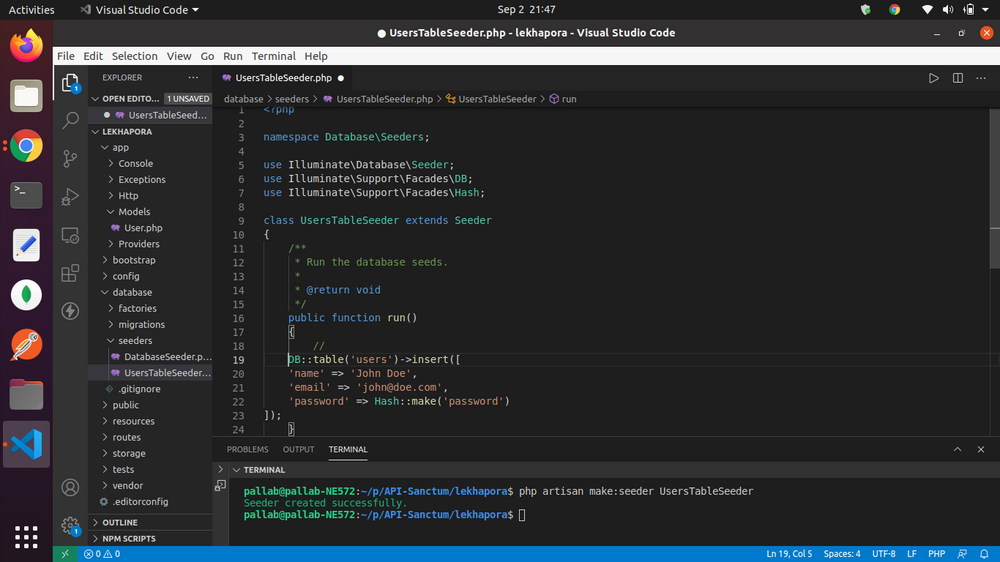 Activities
Visual Studio Code
Sep 2 21:47
● UsersTableSeeder.php - lekhapora - Visual Studio Code
File Edit Selection View Go Run Terminal Help
EXPLORER
OPEN EDITO... 1 UNSAVED
UsersTableSeed...
LEKHAPORA
app
Console
Exceptions
Http
Models
User.php
Providers
bootstrap
config
database
factories
migrations
seeders
DatabaseSeeder.p...
UsersTableSeeder...
.gitignore
public
resources
routes
storage
tests
vendor
.editorconfig
OUTLINE
NPM SCRIPTS
1
1
UsersTableSeeder.php
database > seeders > UsersTableSeeder.php > UsersTableSeeder > run
1 <?php
2
3 namespace Database\Seeders;
4
5 use Illuminate\Database\Seeder;
6 use Illuminate\Support\Facades\DB;
7 use Illuminate\Support\Facades\Hash;
8
9 class UsersTableSeeder extends Seeder
10 {
11 /**
12 * Run the database seeds.
13 *
14 * @return void
15 */
16 public function run()
17 {
18 //
19 DB::table('users')->insert([
20 'name' => 'John Doe',
21 'email' => 'john@doe.com',
22 'password' => Hash::make('password')
23 ]);
24 }
PROBLEMS OUTPUT TERMINAL
TERMINAL
pallab@pallab-NE572:~/p/API-Sanctum/lekhapora$ php artisan make:seeder UsersTableSeeder
Seeder created successfully.
pallab@pallab-NE572:~/p/API-Sanctum/lekhapora$
0 0
Ln 19, Col 5 Spaces: 4 UTF-8 LF PHP